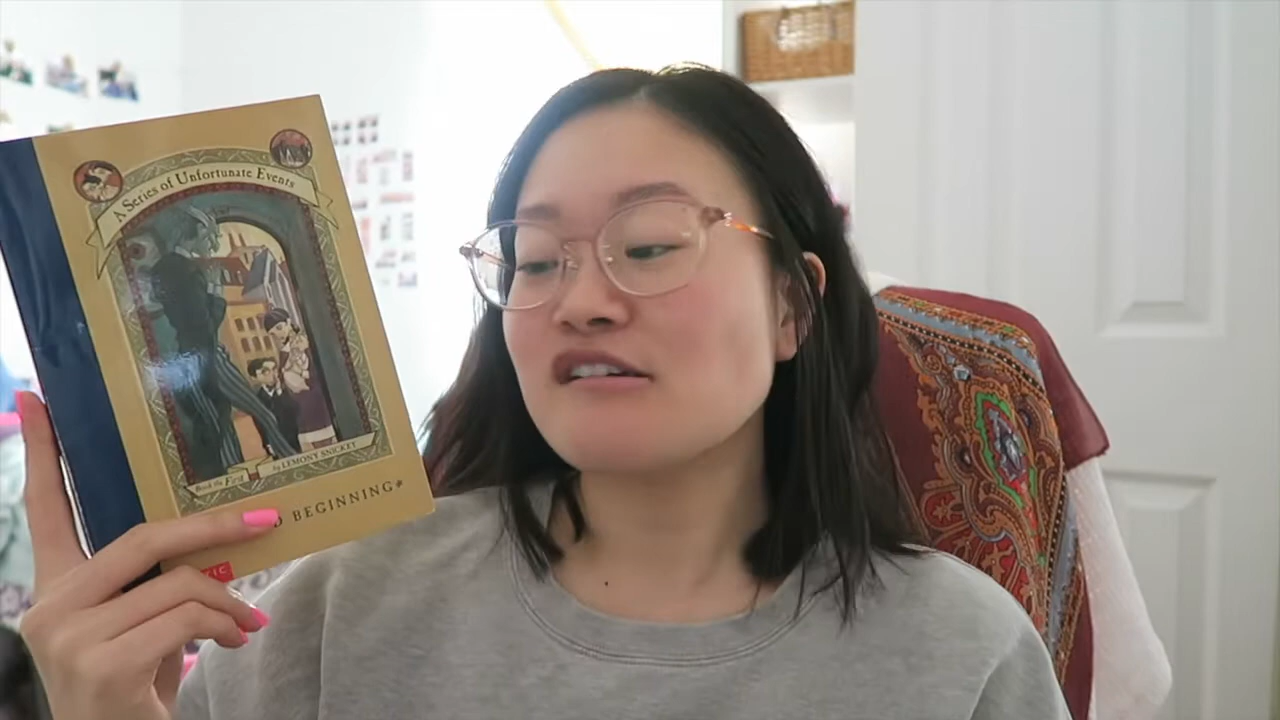 A Series of Unfortunate Events
Book the First
by LEMONY SNICKET
BEGINNING